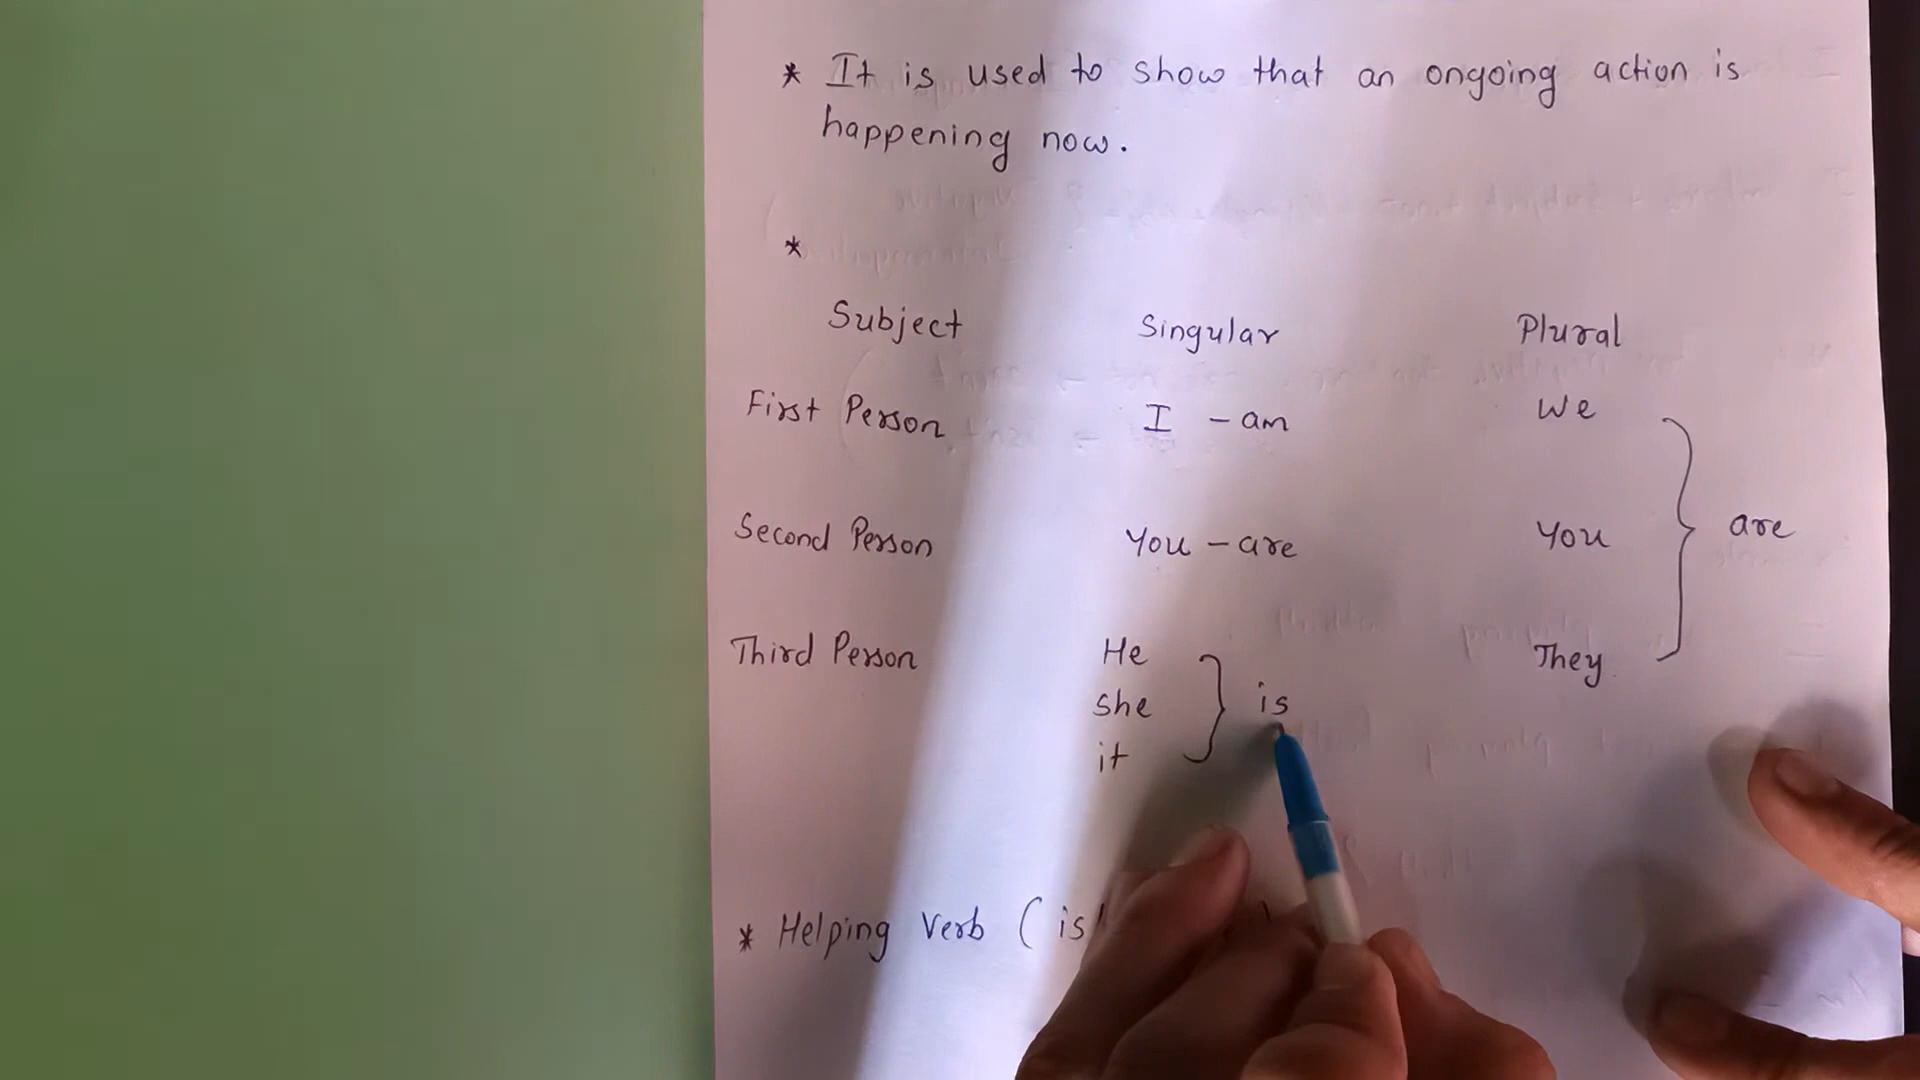 * It is used to show that an ongoing action is
happening now.
*
Subject Singular Plural
First Person I - am We
Second Person You - are You } are
Third Person He They
She } is
it
* Helping Verb ( is